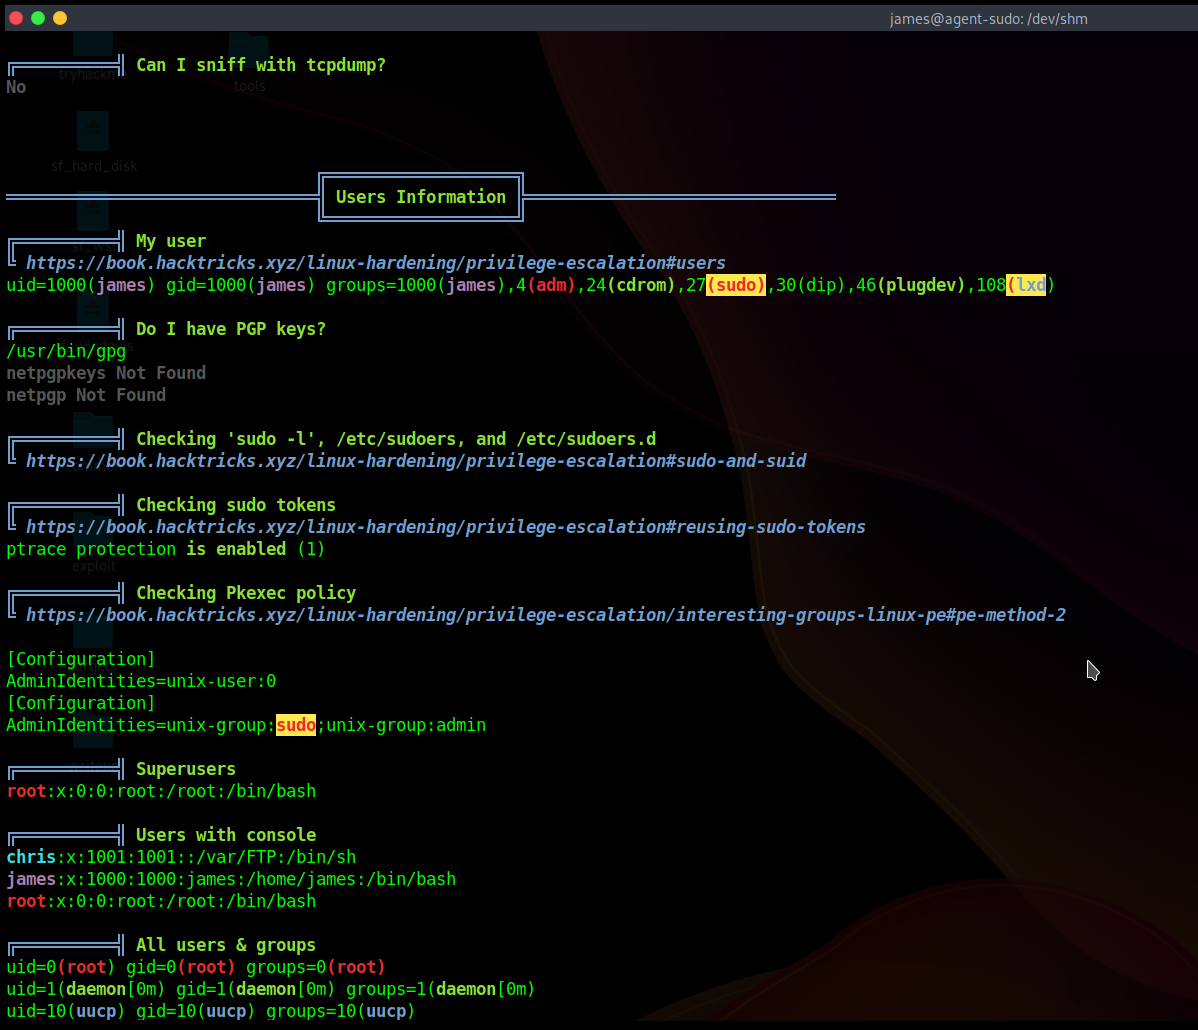 james@agent-sudo: /dev/shm
Can I sniff with tcpdump?
tryhackme
tools
No
sf_hard_disk
Users Information
My user
https://book.hacktricks.xyz/linux-hardening/privilege-escalation#users
uid=1000(james) gid=1000(james) groups=1000(james),4(adm),24(cdrom),27(sudo),30(dip),46(plugdev),108(lxd)
Do I have PGP keys?
/usr/bin/gpg
netpgpkeys Not Found
netpgp Not Found
Checking 'sudo -l', /etc/sudoers, and /etc/sudoers.d
https://book.hacktricks.xyz/linux-hardening/privilege-escalation#sudo-and-suid
Checking sudo tokens
https://book.hacktricks.xyz/linux-hardening/privilege-escalation#reusing-sudo-tokens
ptrace protection is enabled (1)
exploit
Checking Pkexec policy
https://book.hacktricks.xyz/linux-hardening/privilege-escalation/interesting-groups-linux-pe#pe-method-2
[Configuration]
AdminIdentities=unix-user:0
[Configuration]
AdminIdentities=unix-group:sudo;unix-group:admin
Superusers
root:x:0:0:root:/root:/bin/bash
Users with console
chris:x:1001:1001::/var/FTP:/bin/sh
james:x:1000:1000:james:/home/james:/bin/bash
root:x:0:0:root:/root:/bin/bash
All users & groups
uid=0(root) gid=0(root) groups=0(root)
uid=1(daemon[0m) gid=1(daemon[0m) groups=1(daemon[0m)
uid=10(uucp) gid=10(uucp) groups=10(uucp)